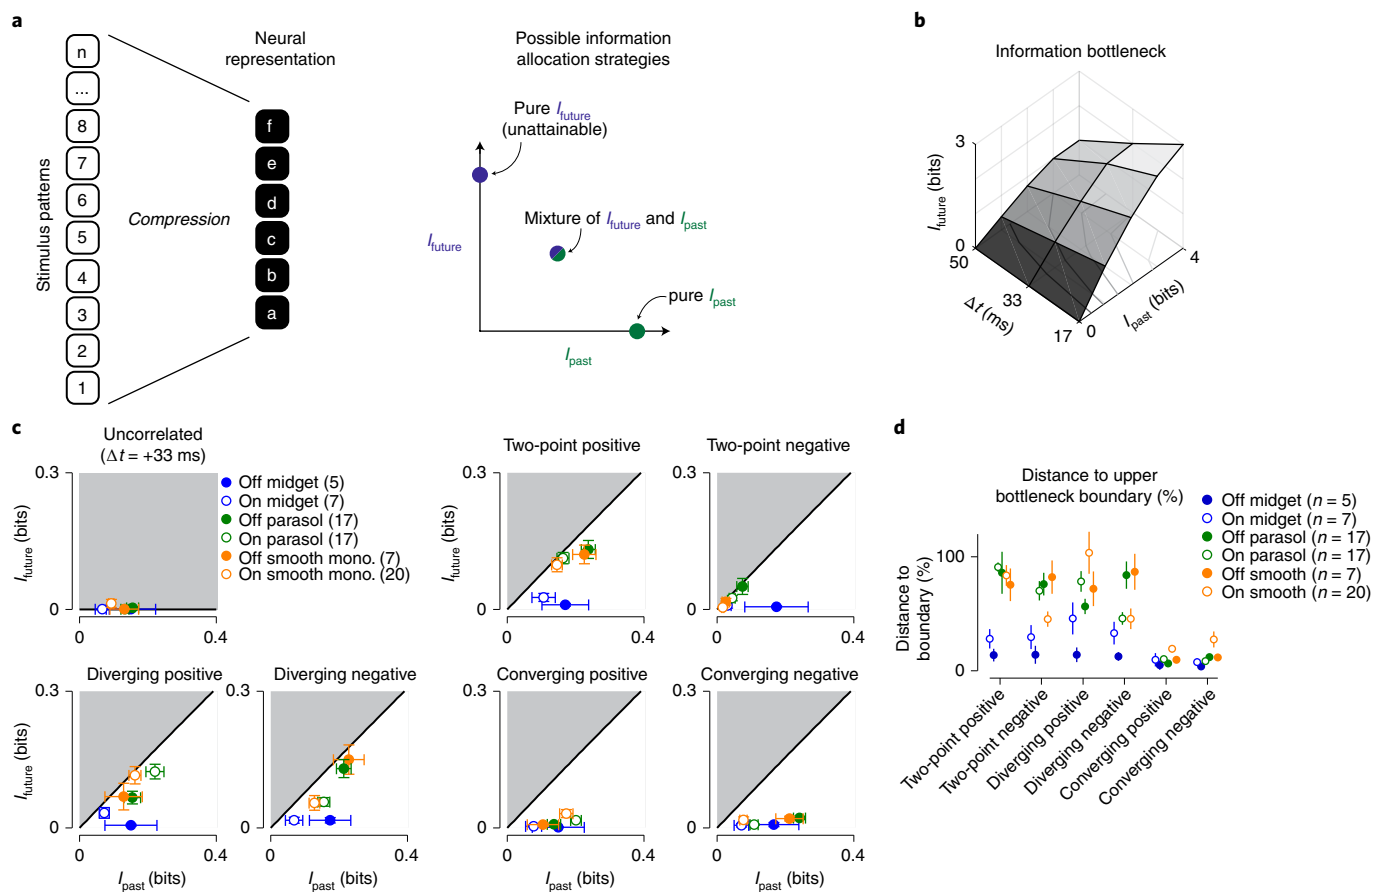 a
Neural
representation
Possible information
allocation strategies
Stimulus patterns
n
...
8
7
6
5
4
3
2
1
Compression
f
e
d
c
b
a
Pure I_future
(unattainable)
Mixture of I_future and I_past
pure I_past
I_future
I_past
b
Information bottleneck
I_future (bits)
3
0
50
33
17
Δt (ms)
0
4
I_past (bits)
c
Uncorrelated
(Δt = +33 ms)
0.3
0
I_future (bits)
0
0.4
Off midget (5)
On midget (7)
Off parasol (17)
On parasol (17)
Off smooth mono. (7)
On smooth mono. (20)
Two-point positive
0.3
0
I_future (bits)
0
0.4
Two-point negative
0.3
0
0
0.4
Diverging positive
0.3
0
I_future (bits)
0
0.4
I_past (bits)
Diverging negative
0.3
0
0
0.4
I_past (bits)
Converging positive
0.3
0
0
0.4
I_past (bits)
Converging negative
0.3
0
0
0.4
I_past (bits)
d
Distance to upper
bottleneck boundary (%)
Distance to
boundary (%)
100
0
Two-point positive
Two-point negative
Diverging positive
Diverging negative
Converging positive
Converging negative
Off midget (n = 5)
On midget (n = 7)
Off parasol (n = 17)
On parasol (n = 17)
Off smooth (n = 7)
On smooth (n = 20)